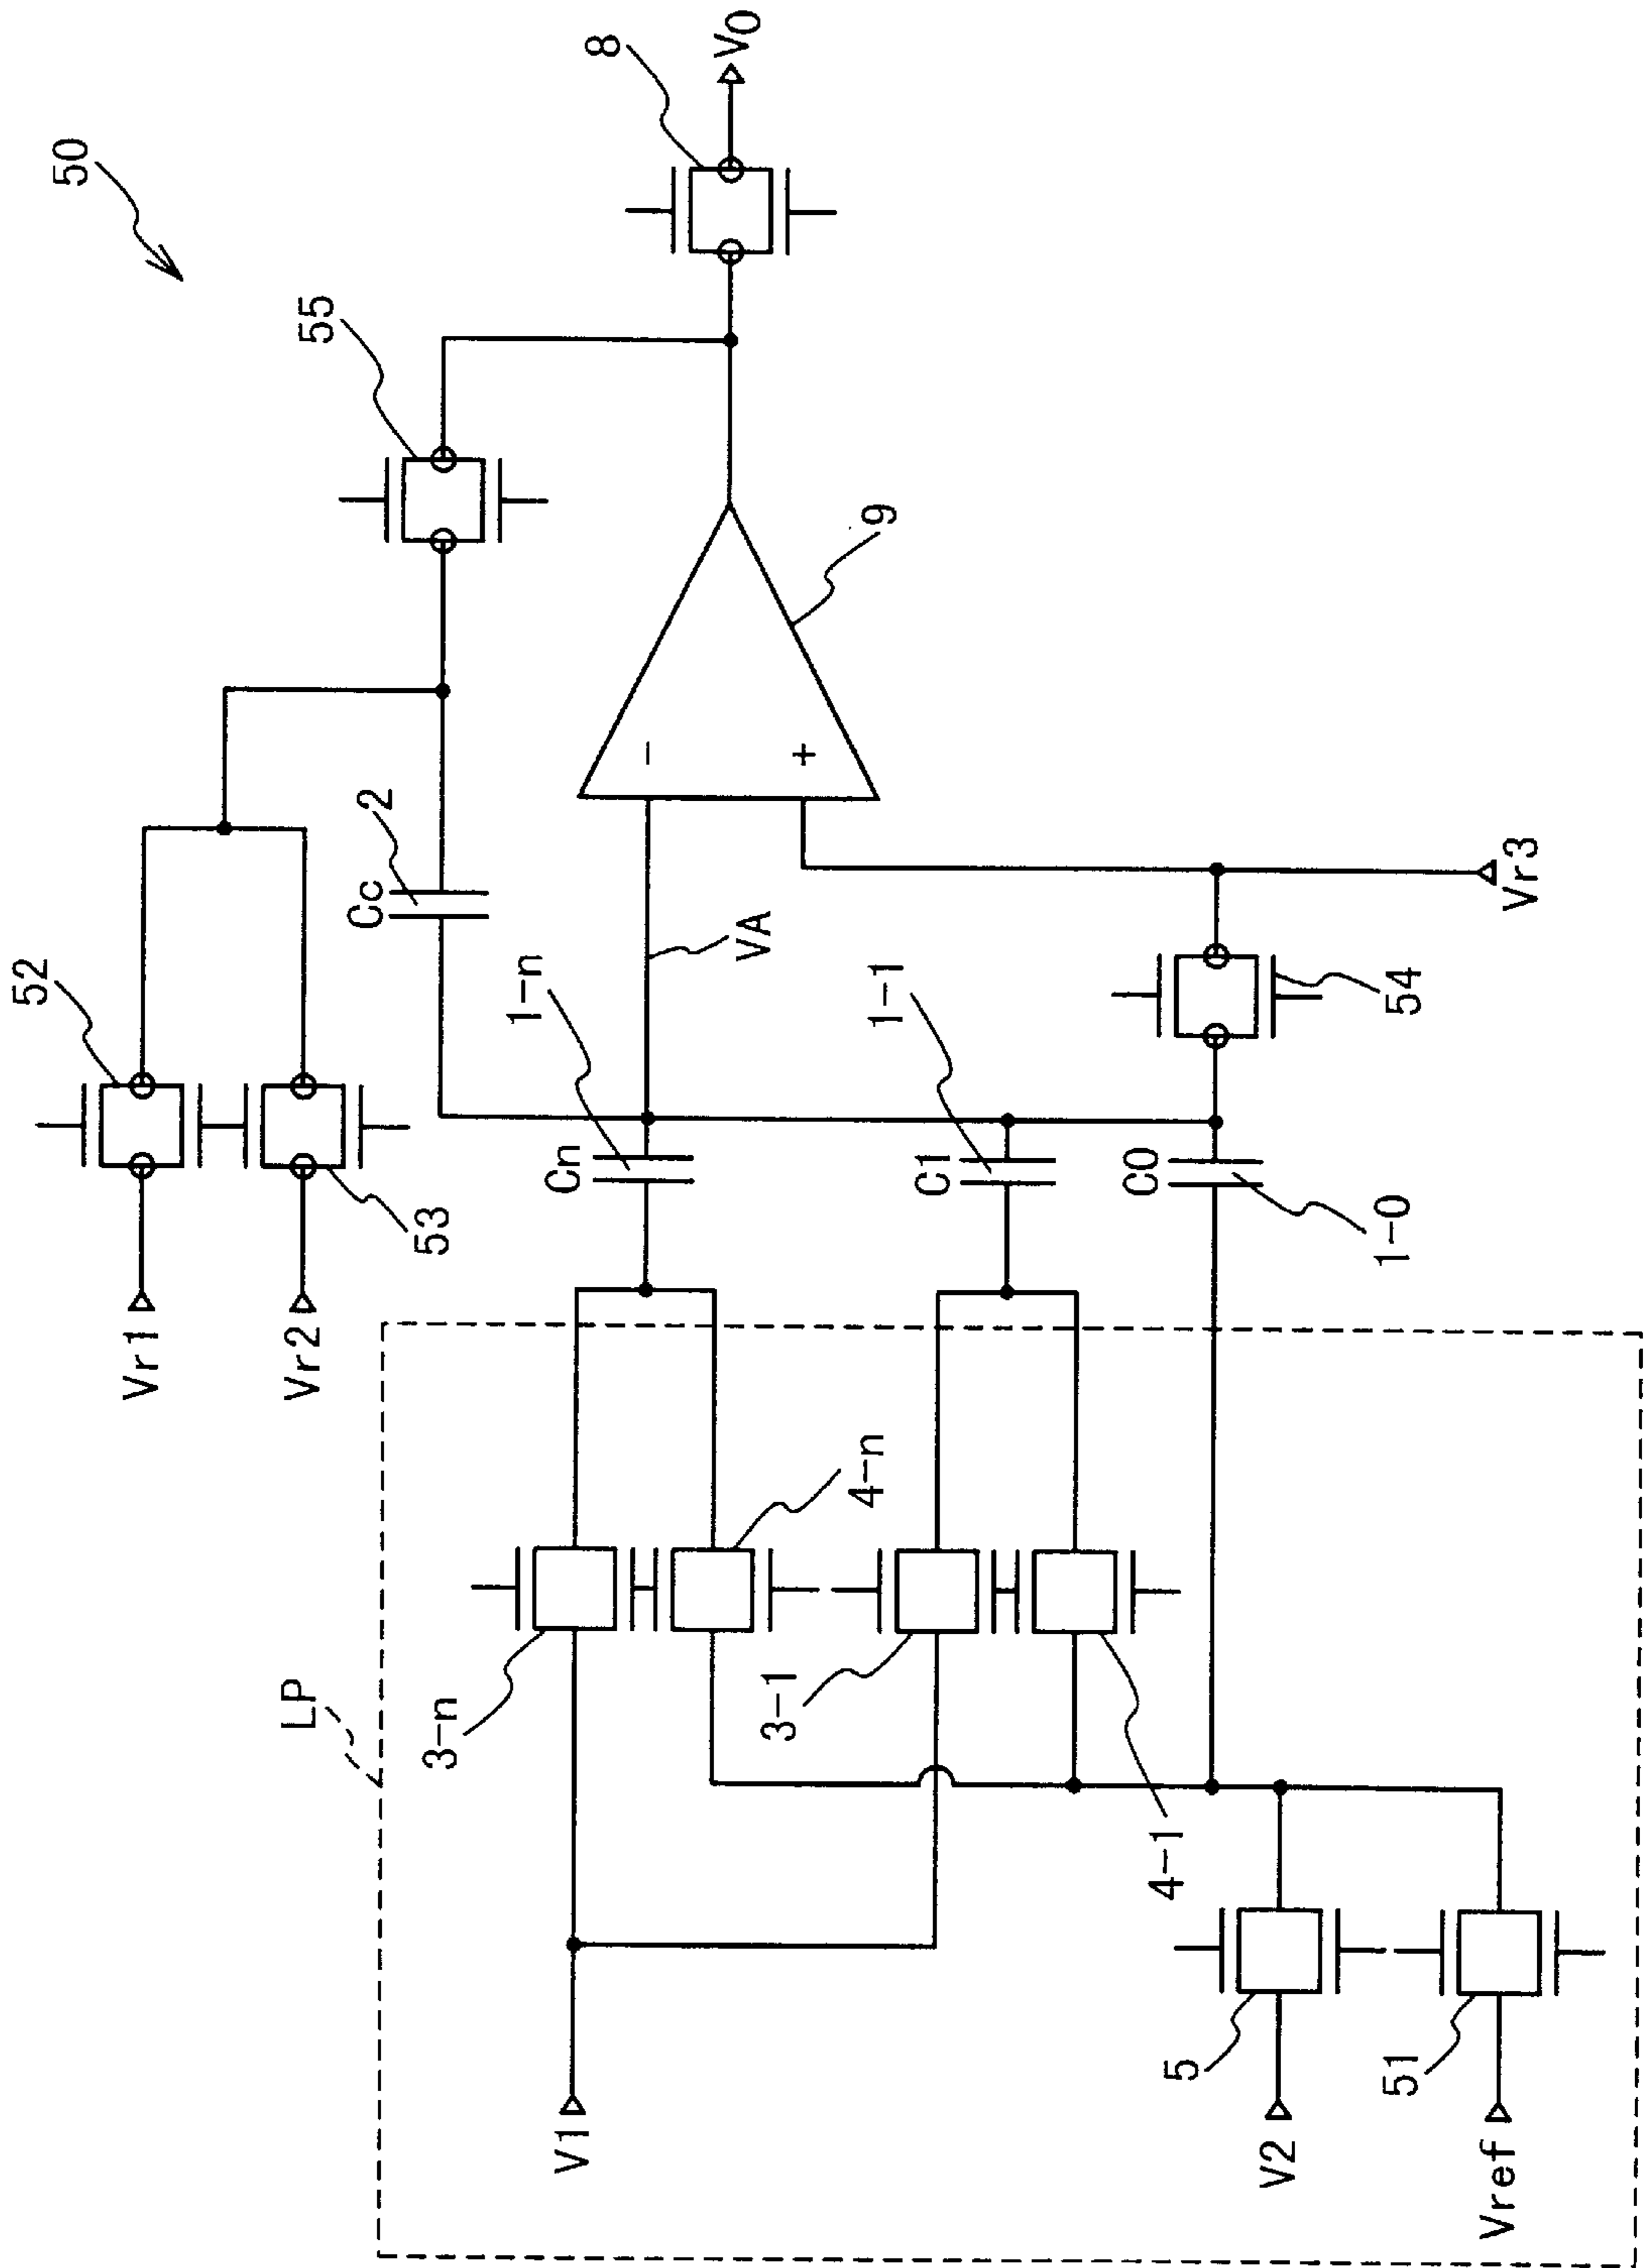 50
8
VO
55
9
52
Cc
2
VA
Vr3
53
1-n
Cn
1-1
C1
C0
1-0
54
Vr1
Vr2
-
+
LP
3-n
4-n
3-1
4-1
V1
5
V2
51
Vref